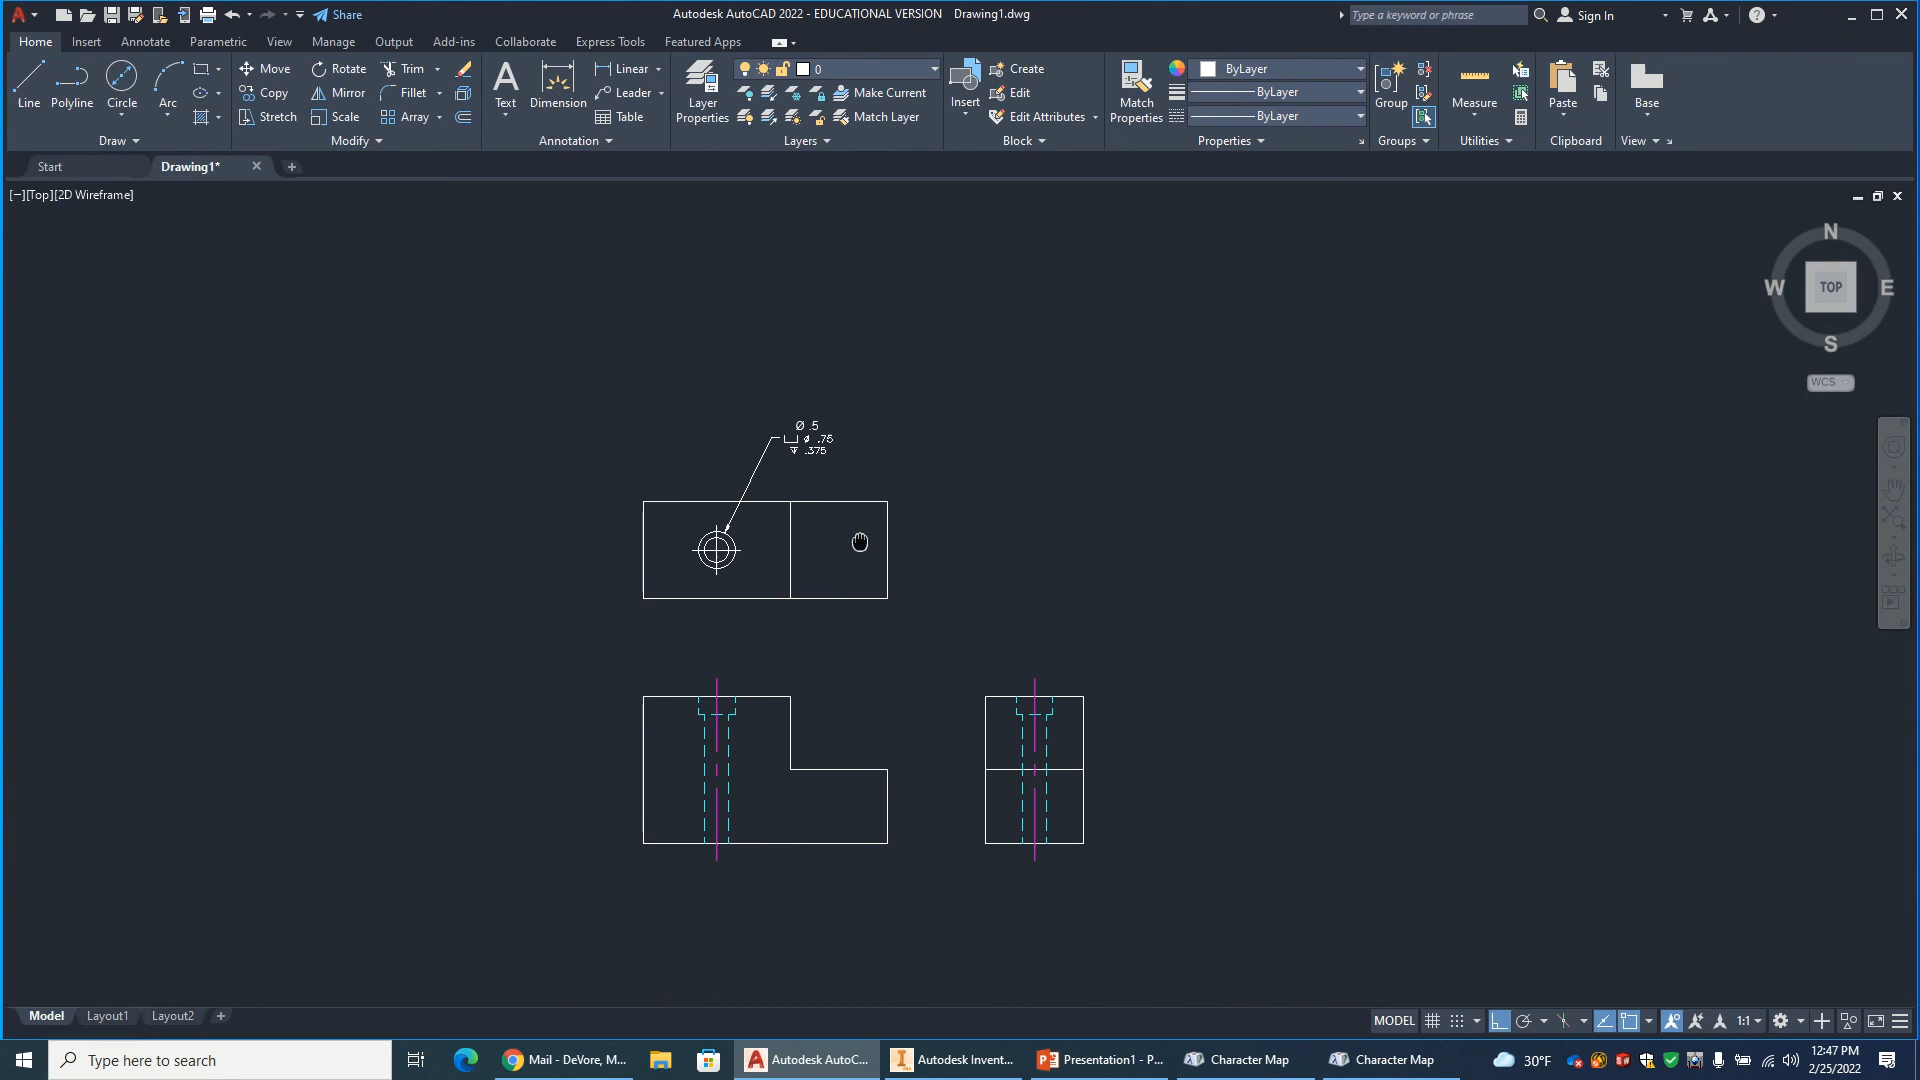 Share
Autodesk AutoCAD 2022 - EDUCATIONAL VERSION Drawing1.dwg
Type a keyword or phrase
Sign In
Home Insert Annotate Parametric View Manage Output Add-ins Collaborate Express Tools Featured Apps
Line Polyline Circle Arc
Move Rotate Trim
Copy Mirror Fillet
Stretch Scale Array
Text Dimension
Linear
Leader
Table
Layer Properties
0
Make Current
Match Layer
Insert
Create
Edit
Edit Attributes
Match Properties
ByLayer
ByLayer
ByLayer
Group
Measure
Paste
Base
Draw Modify Annotation Layers Block Properties Groups Utilities Clipboard View
Start Drawing1*
[−][Top][2D Wireframe]
N
W TOP E
S
WCS
Ø .5
⌴ Ø .75
↧ .375
Model Layout1 Layout2
MODEL 1:1
Type here to search
Mail - DeVore, M...
Autodesk AutoC...
Autodesk Invent...
Presentation1 - P...
Character Map
Character Map
30°F
12:47 PM
2/25/2022